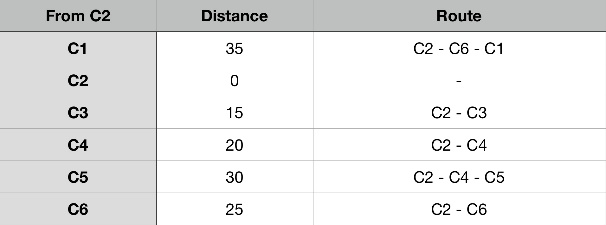 From C2 Distance Route
C1 35 C2 - C6 - C1
C2 0 -
C3 15 C2 - C3
C4 20 C2 - C4
C5 30 C2 - C4 - C5
C6 25 C2 - C6